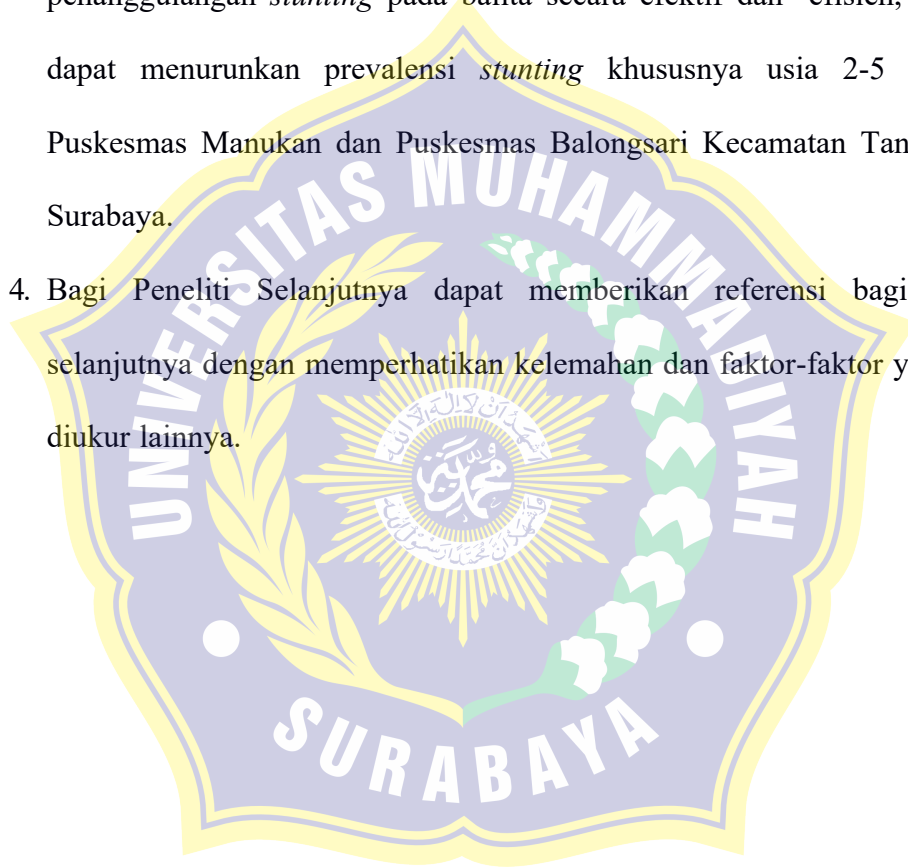 penanggulangan stunting pada balita secara efektif dan efisien,
dapat menurunkan prevalensi stunting khususnya usia 2-5
Puskesmas Manukan dan Puskesmas Balongsari Kecamatan Tan
Surabaya.
4. Bagi Peneliti Selanjutnya dapat memberikan referensi bagi
selanjutnya dengan memperhatikan kelemahan dan faktor-faktor y
diukur lainnya.
UNIVERSITAS MUHAMMADIYAH
SURABAYA